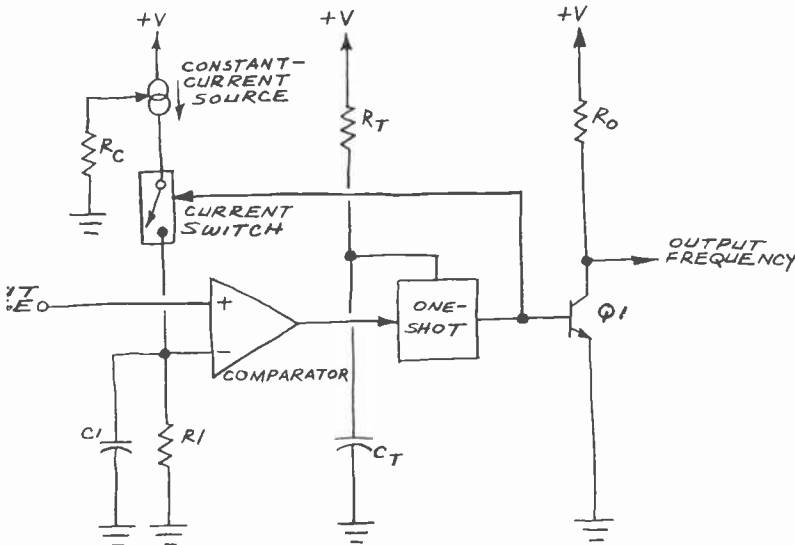 +V
+V
+V
CONSTANT-
CURRENT
SOURCE
RC
RT
RO
CURRENT
SWITCH
OUTPUT
FREQUENCY
+
ONE-
SHOT
Q1
−
COMPARATOR
C1
R1
CT